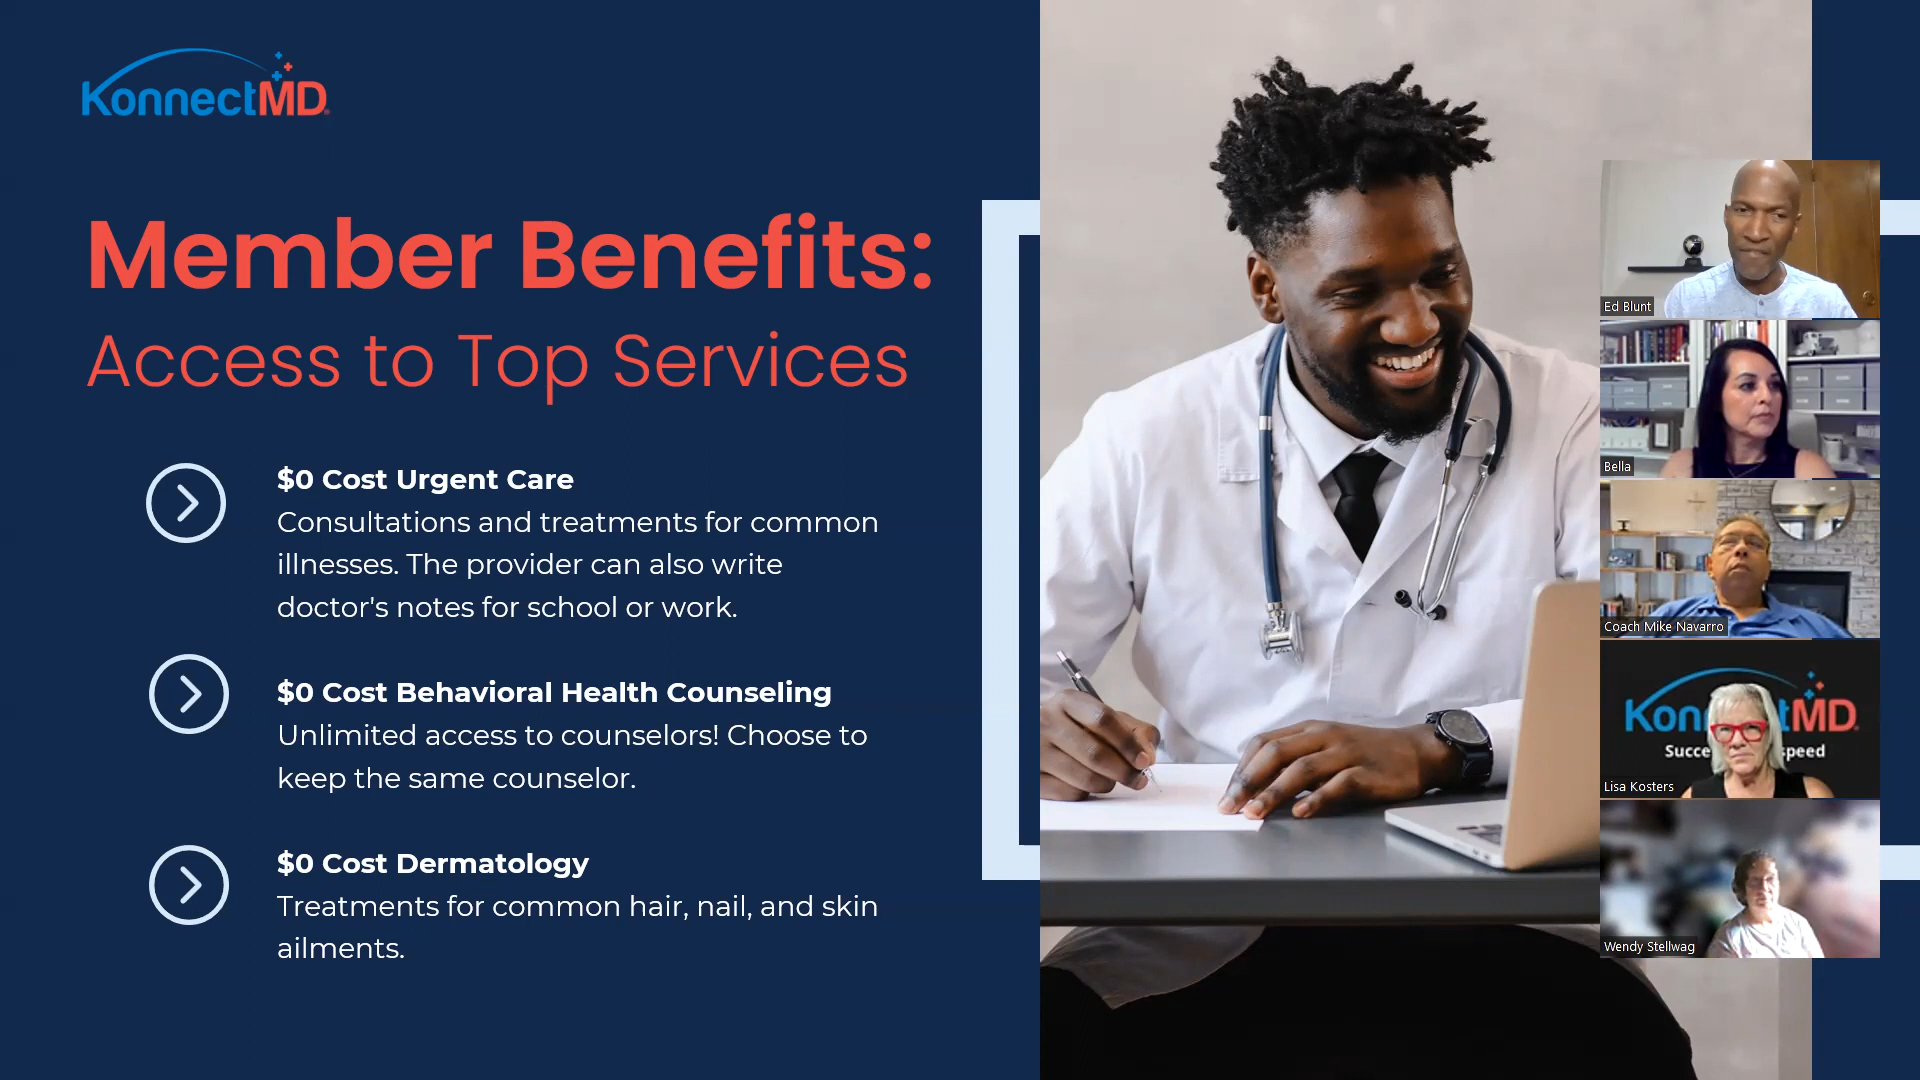 KonnectMD
Member Benefits:
Access to Top Services
$0 Cost Urgent Care
Consultations and treatments for common
illnesses. The provider can also write
doctor's notes for school or work.
$0 Cost Behavioral Health Counseling
Unlimited access to counselors! Choose to
keep the same counselor.
$0 Cost Dermatology
Treatments for common hair, nail, and skin
ailments.
Ed Blunt
Bella
Coach Mike Navarro
Lisa Kosters
Wendy Stellwag